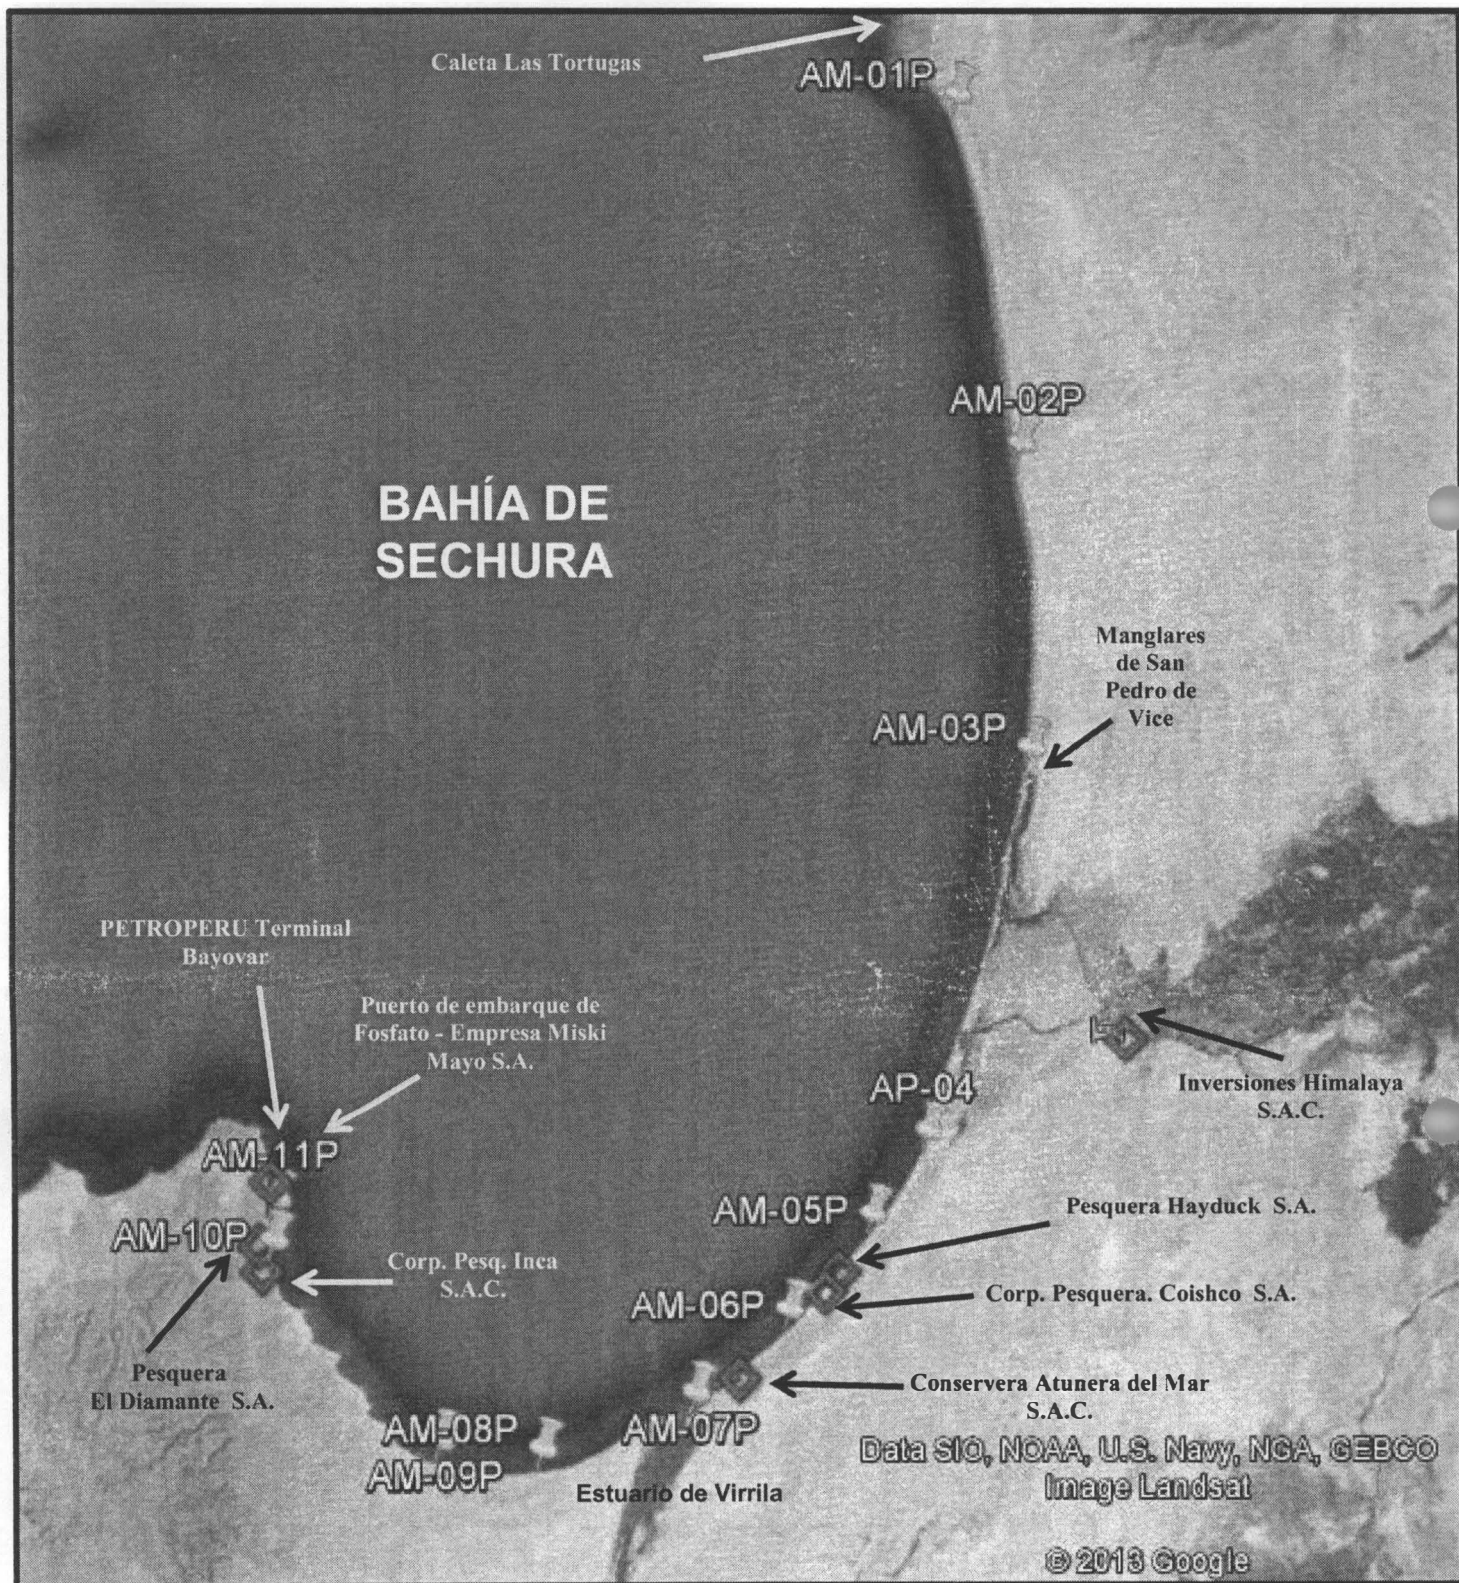 Caleta Las Tortugas
AM-01P
AM-02P
BAHÍA DE
SECHURA
Manglares
de San
Pedro de
Vice
AM-03P
PETROPERU Terminal
Bayovar
Puerto de embarque de
Fosfato - Empresa Miski
Mayo S.A.
Inversiones Himalaya
S.A.C.
AP-04
AM-11P
AM-05P
Pesquera Hayduck S.A.
AM-10P
Corp. Pesq. Inca
S.A.C.
AM-06P
Corp. Pesquera. Coishco S.A.
Pesquera
El Diamante S.A.
Conservera Atunera del Mar
S.A.C.
AM-08P
AM-07P
AM-09P
Estuario de Virrila
Data SIO, NOAA, U.S. Navy, NGA, GEBCO
Image Landsat
© 2013 Google